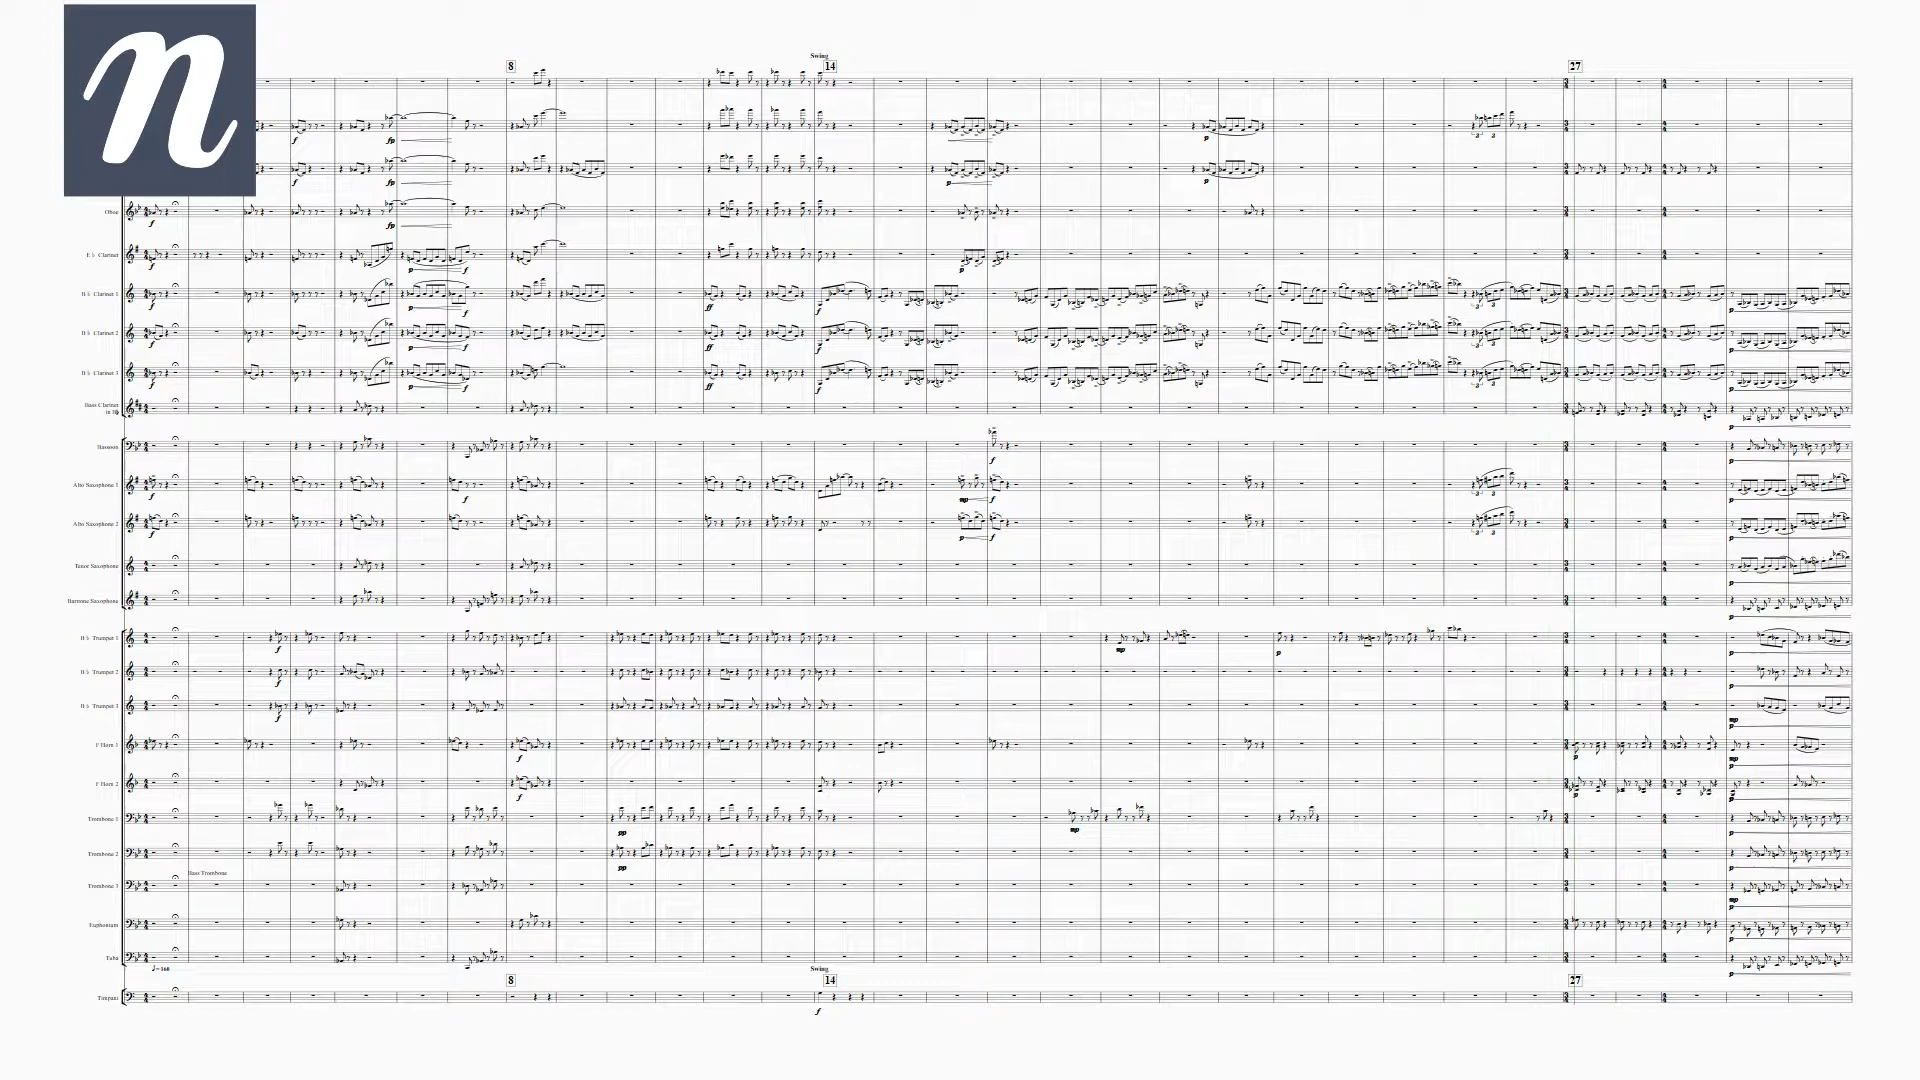 n
Swing
8
14
27
Oboe
E♭ Clarinet
B♭ Clarinet 1
B♭ Clarinet 2
B♭ Clarinet 3
Bass Clarinet
in B♭
Bassoon
Alto Saxophone 1
Alto Saxophone 2
Tenor Saxophone
Baritone Saxophone
B♭ Trumpet 1
B♭ Trumpet 2
B♭ Trumpet 3
F Horn 1
F Horn 2
Trombone 1
Trombone 2
Bass Trombone
Trombone 3
Euphonium
Tuba
♩=160
Swing
8
14
27
Timpani